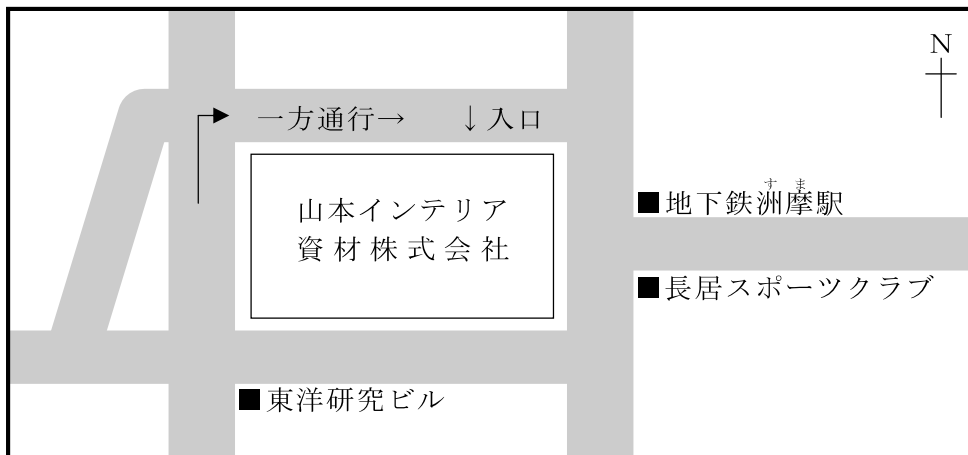 N
一方通行→ ↓入口
山本インテリア
資材株式会社
■地下鉄洲摩駅
すま
■長居スポーツクラブ
■東洋研究ビル